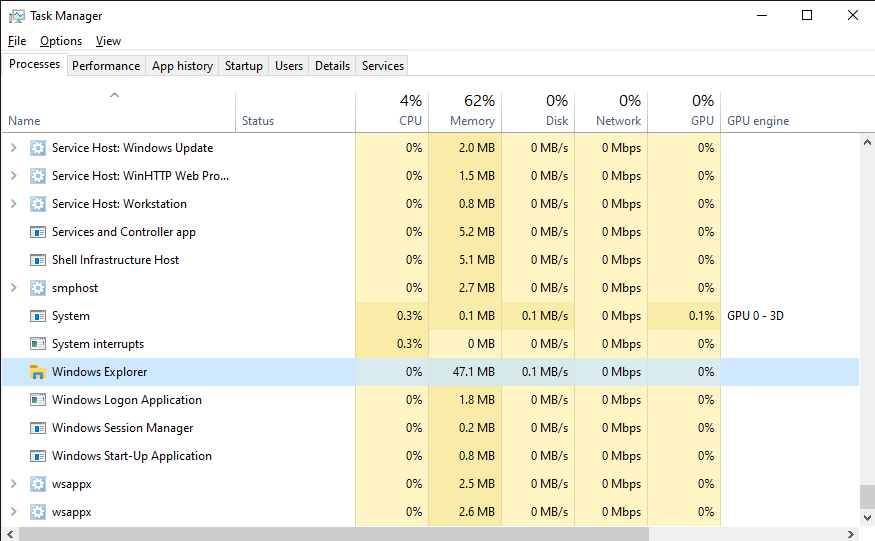 Task Manager
File Options View
Processes Performance App history Startup Users Details Services
4% 62% 0% 0% 0%
Name Status CPU Memory Disk Network GPU GPU engine
Service Host: Windows Update 0% 2.0 MB 0 MB/s 0 Mbps 0%
Service Host: WinHTTP Web Pro... 0% 1.5 MB 0 MB/s 0 Mbps 0%
Service Host: Workstation 0% 0.8 MB 0 MB/s 0 Mbps 0%
Services and Controller app 0% 5.2 MB 0 MB/s 0 Mbps 0%
Shell Infrastructure Host 0% 5.1 MB 0 MB/s 0 Mbps 0%
smphost 0% 2.7 MB 0 MB/s 0 Mbps 0%
System 0.3% 0.1 MB 0.1 MB/s 0 Mbps 0.1% GPU 0 - 3D
System interrupts 0.3% 0 MB 0 MB/s 0 Mbps 0%
Windows Explorer 0% 47.1 MB 0.1 MB/s 0 Mbps 0%
Windows Logon Application 0% 1.8 MB 0 MB/s 0 Mbps 0%
Windows Session Manager 0% 0.2 MB 0 MB/s 0 Mbps 0%
Windows Start-Up Application 0% 0.8 MB 0 MB/s 0 Mbps 0%
wsappx 0% 2.5 MB 0 MB/s 0 Mbps 0%
wsappx 0% 2.6 MB 0 MB/s 0 Mbps 0%